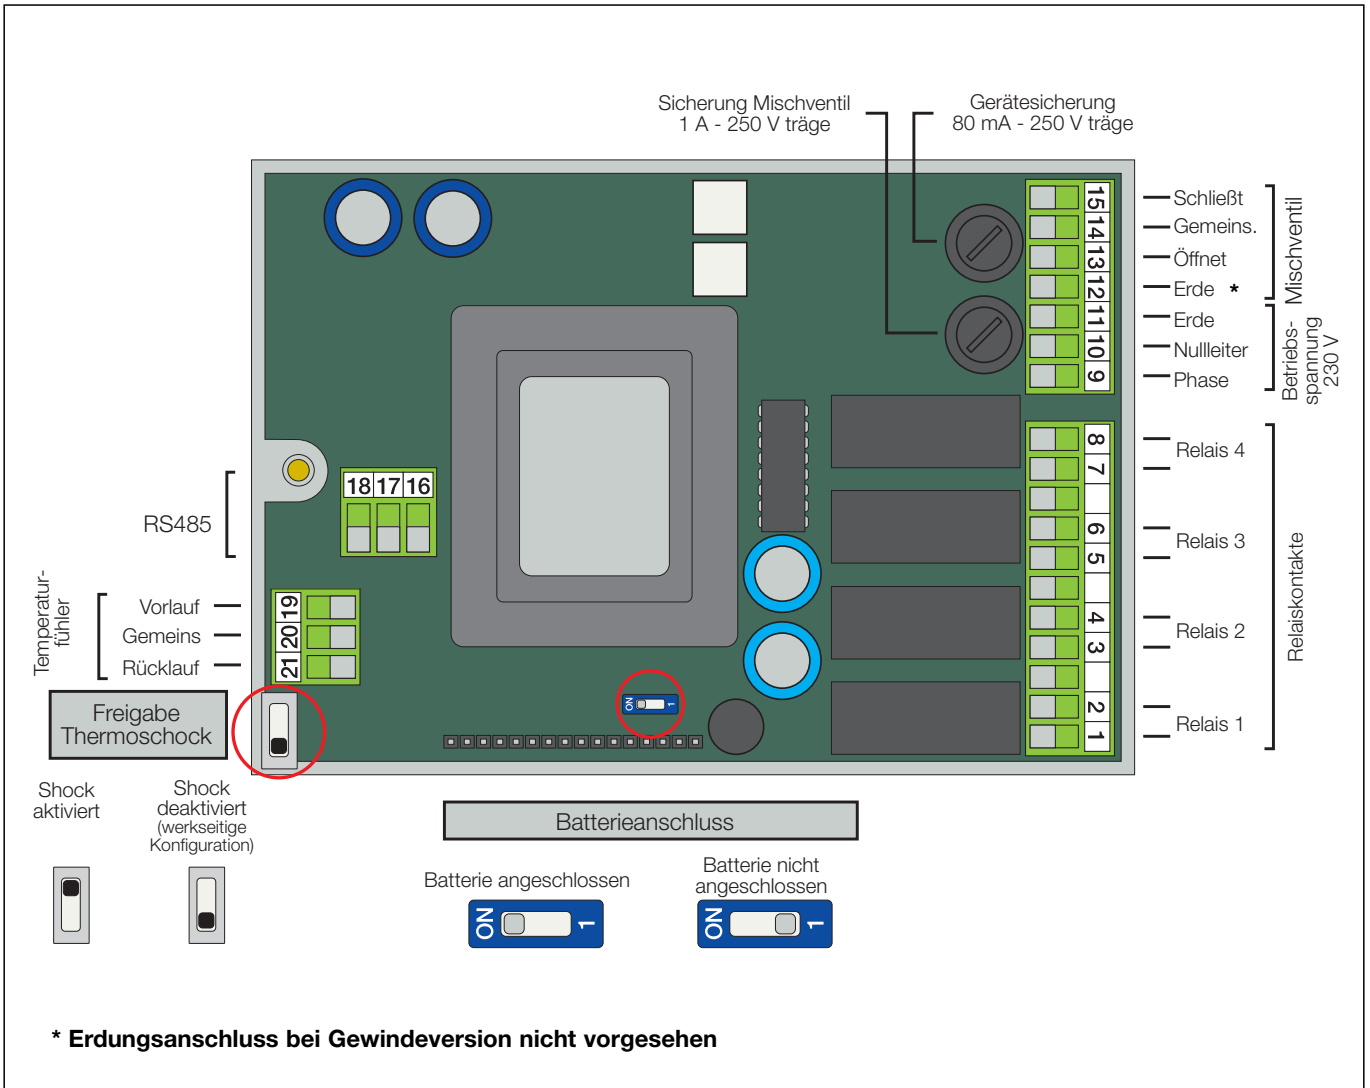 Sicherung Mischventil
1 A - 250 V träge
Gerätesicherung
80 mA - 250 V träge
15
14
13
12
11
10
9
Schließt
Gemeins.
Öffnet
Erde *
Erde
Nullleiter
Phase
Mischventil
Betriebs-
spannung
230 V
8
7
6
5
4
3
2
1
Relais 4
Relais 3
Relais 2
Relais 1
Relaiskontakte
RS485
18 17 16
Temperatur-
fühler
Vorlauf
Gemeins
Rücklauf
19
20
21
ON 1
Freigabe
Thermoschock
Shock
aktiviert
Shock
deaktiviert
(werkseitige
Konfiguration)
Batterieanschluss
Batterie angeschlossen
ON 1
Batterie nicht
angeschlossen
ON 1
* Erdungsanschluss bei Gewindeversion nicht vorgesehen